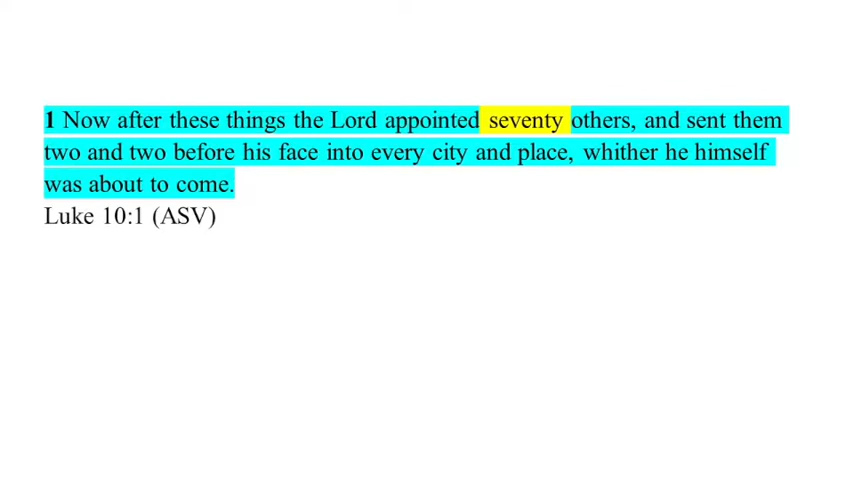 1 Now after these things the Lord appointed seventy others, and sent them
two and two before his face into every city and place, whither he himself
was about to come.
Luke 10:1 (ASV)